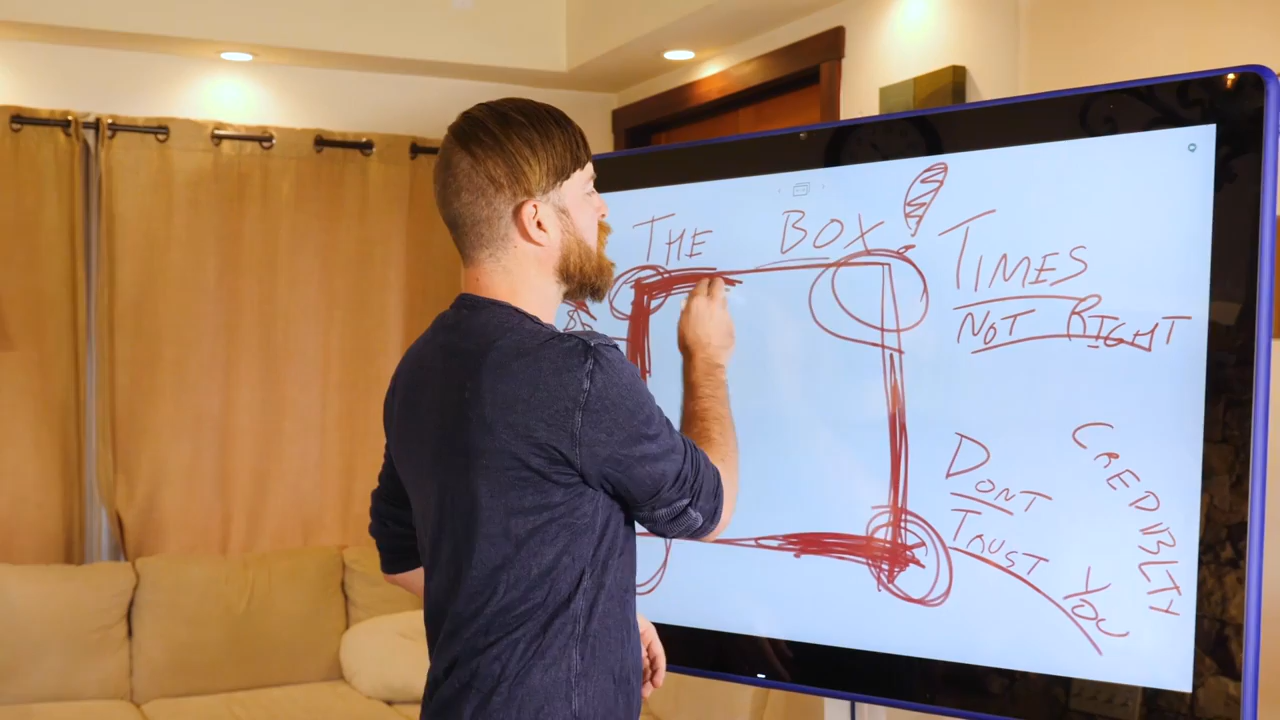 THE BOX!
TIMES
NOT RIGHT
DONT
TRUST
YOU
CREDIBLTY